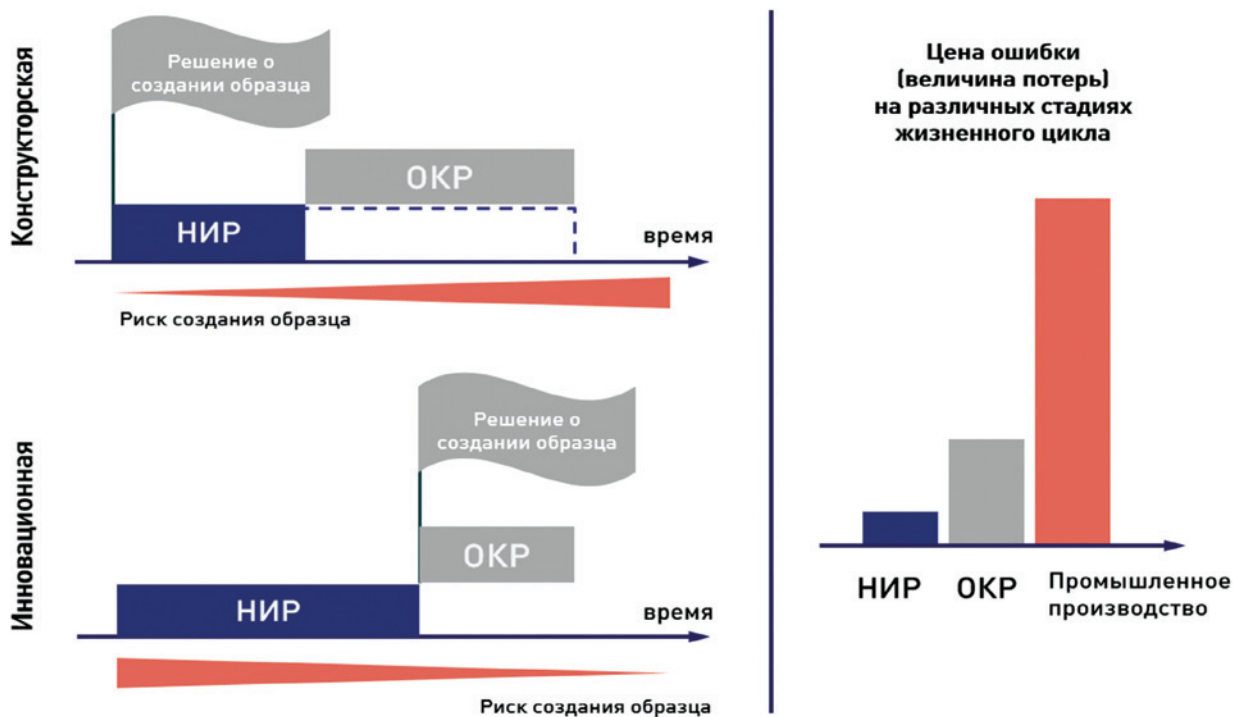 Конструкторская
Решение о
создании образца
ОКР
НИР
время
Риск создания образца
Инновационная
Решение о
создании образца
ОКР
НИР
время
Риск создания образца
Цена ошибки
(величина потерь)
на различных стадиях
жизненного цикла
НИР
ОКР
Промышленное
производство